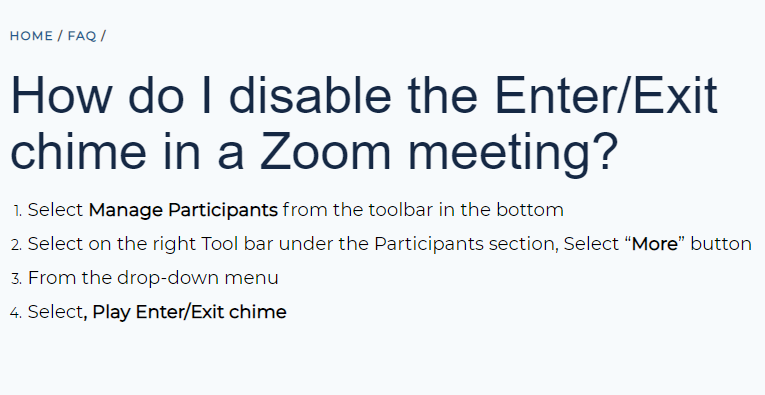 HOME / FAQ /
How do I disable the Enter/Exit
chime in a Zoom meeting?
1. Select Manage Participants from the toolbar in the bottom
2. Select on the right Tool bar under the Participants section, Select “More” button
3. From the drop-down menu
4. Select, Play Enter/Exit chime